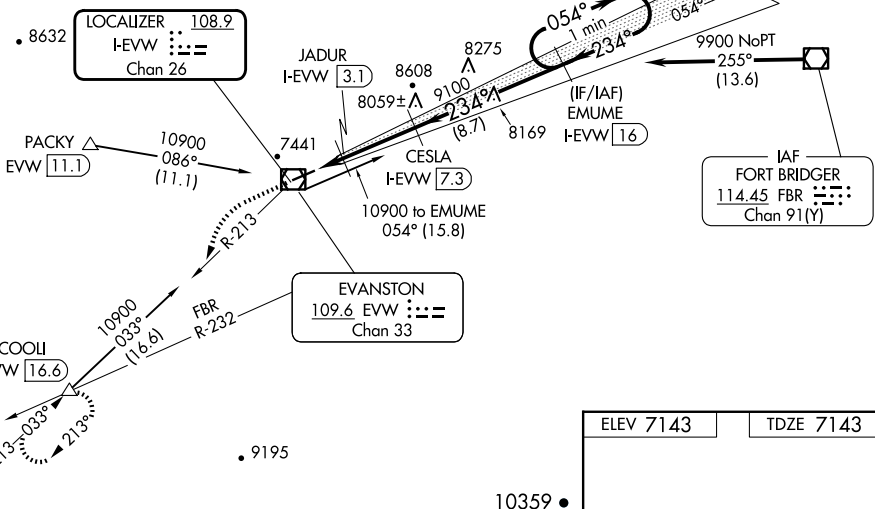 LOCALIZER 108.9
I-EVW
Chan 26
8632
JADUR
I-EVW 3.1
8608
8275
8059±
9100
234°
(8.7)
8169
054°
1 min
234°
054°
9900 NoPT
255°
(13.6)
(IF/IAF)
EMUME
I-EVW 16
PACKY
EVW 11.1
10900
086°
(11.1)
7441
CESLA
I-EVW 7.3
10900 to EMUME
054° (15.8)
IAF
FORT BRIDGER
114.45 FBR
Chan 91(Y)
R-213
EVANSTON
109.6 EVW
Chan 33
10900
033°
(16.6)
FBR
R-232
COOLI
VW 16.6
033°
213°
13
9195
ELEV 7143
TDZE 7143
10359